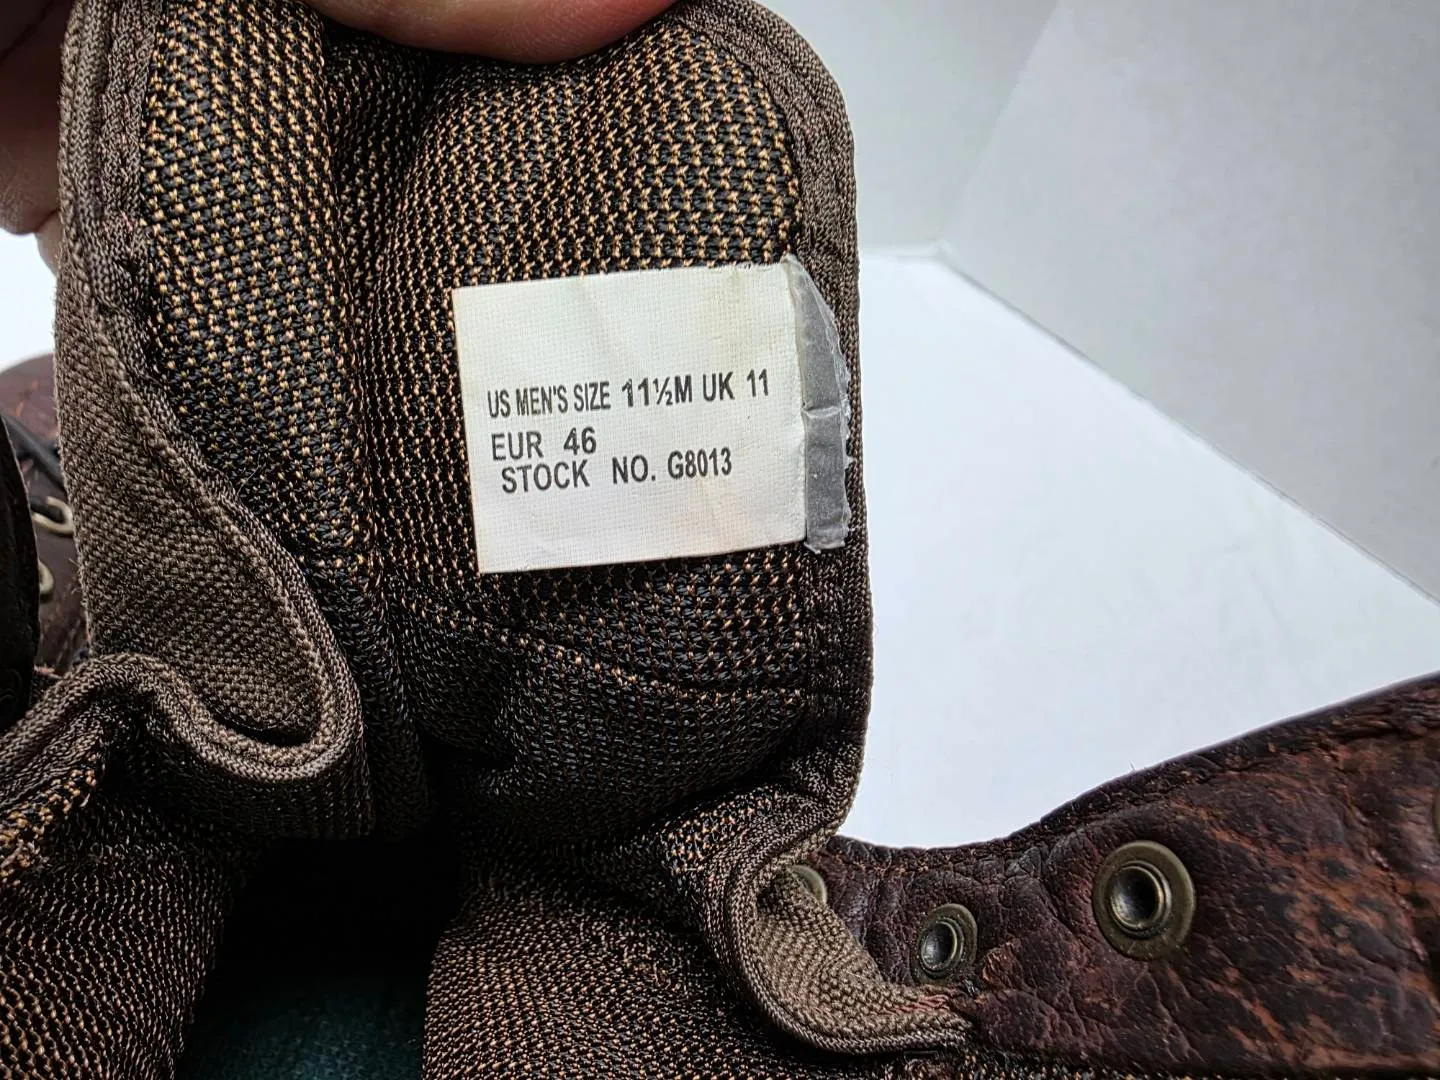 US MEN'S SIZE 11½M UK 11
EUR 46
STOCK NO. G8013